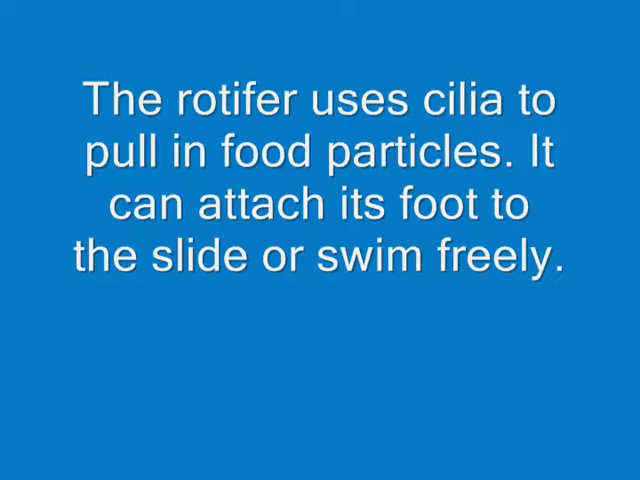 The rotifer uses cilia to
pull in food particles. It
can attach its foot to
the slide or swim freely.